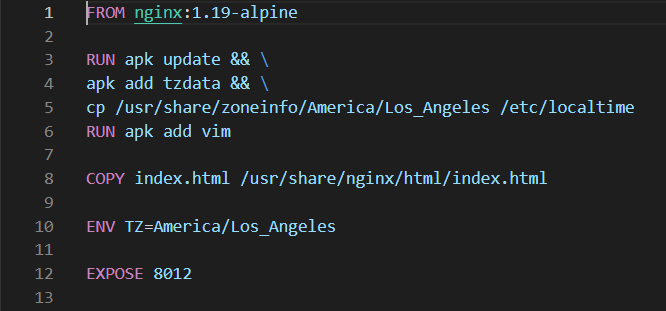 1 FROM nginx:1.19-alpine
2
3 RUN apk update && \
4 apk add tzdata && \
5 cp /usr/share/zoneinfo/America/Los_Angeles /etc/localtime
6 RUN apk add vim
7
8 COPY index.html /usr/share/nginx/html/index.html
9
10 ENV TZ=America/Los_Angeles
11
12 EXPOSE 8012
13